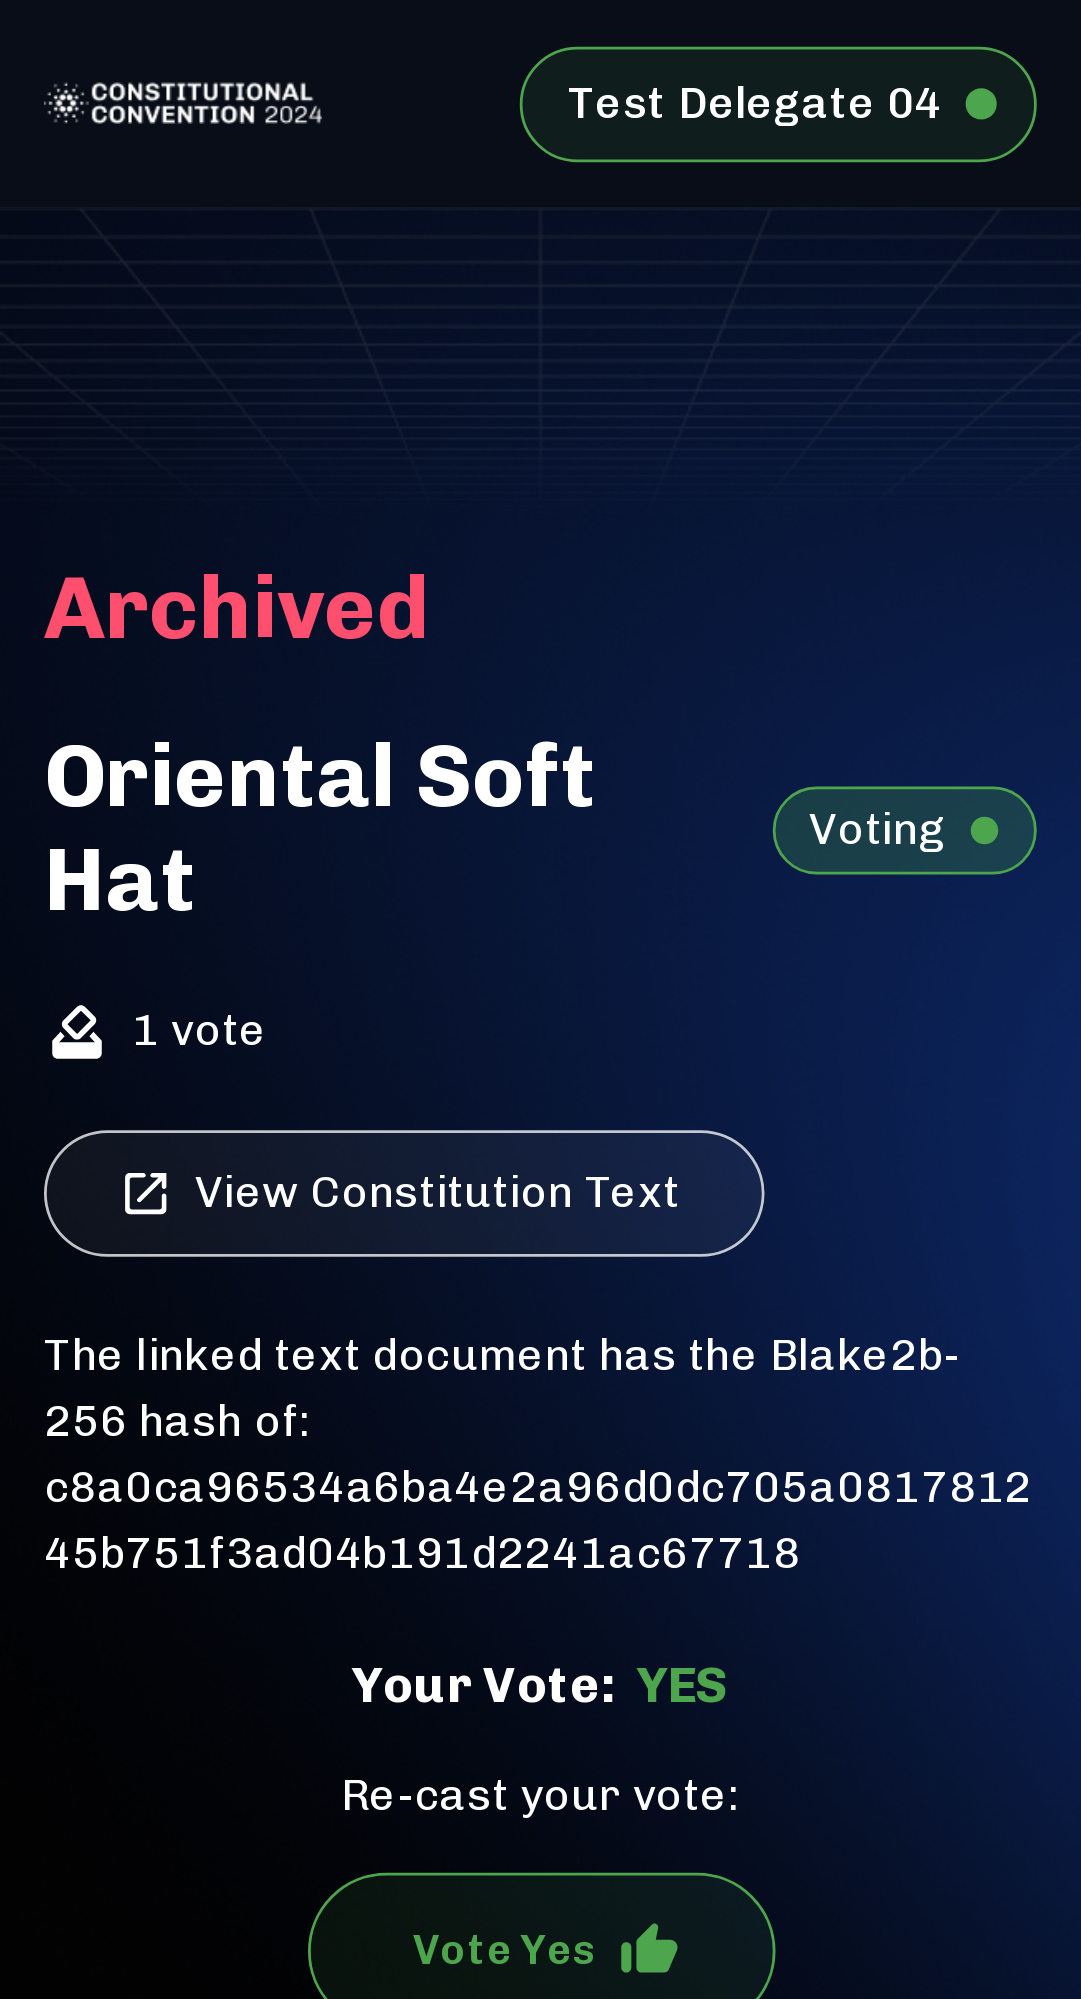 CONSTITUTIONAL
CONVENTION 2024
Test Delegate 04
Archived
Oriental Soft
Hat
Voting
1 vote
View Constitution Text
The linked text document has the Blake2b-
256 hash of:
c8a0ca96534a6ba4e2a96d0dc705a0817812
45b751f3ad04b191d2241ac67718
Your Vote: YES
Re-cast your vote:
Vote Yes